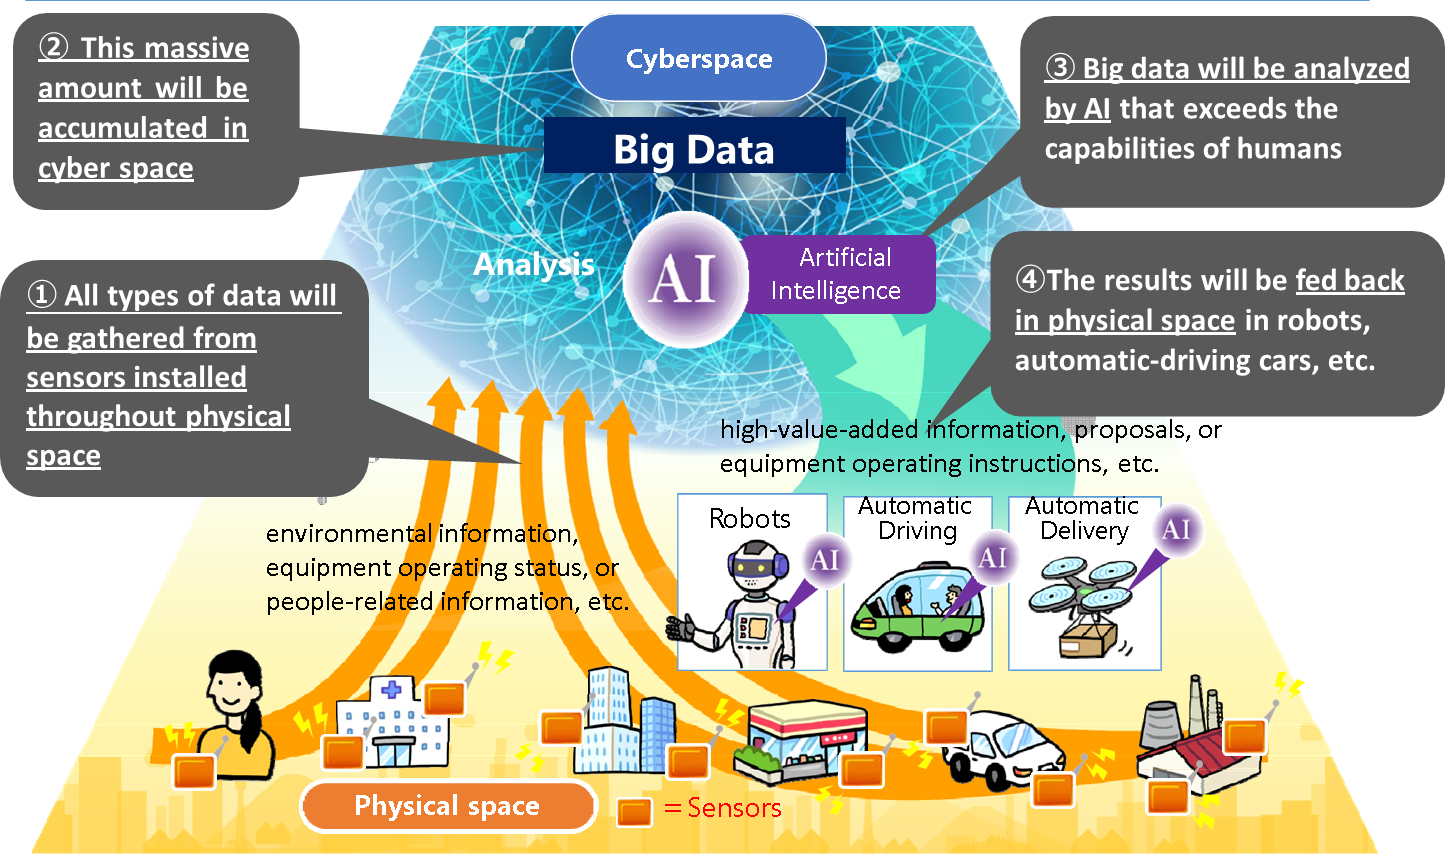 Cyberspace
Big Data
② This massive
amount will be
accumulated in
cyber space
③ Big data will be analyzed
by AI that exceeds the
capabilities of humans
Analysis
AI
Artificial
Intelligence
① All types of data will
be gathered from
sensors installed
throughout physical
space
④The results will be fed back
in physical space in robots,
automatic-driving cars, etc.
high-value-added information, proposals, or
equipment operating instructions, etc.
environmental information,
equipment operating status, or
people-related information, etc.
Robots
AI
Automatic
Driving
AI
Automatic
Delivery
AI
Physical space
= Sensors